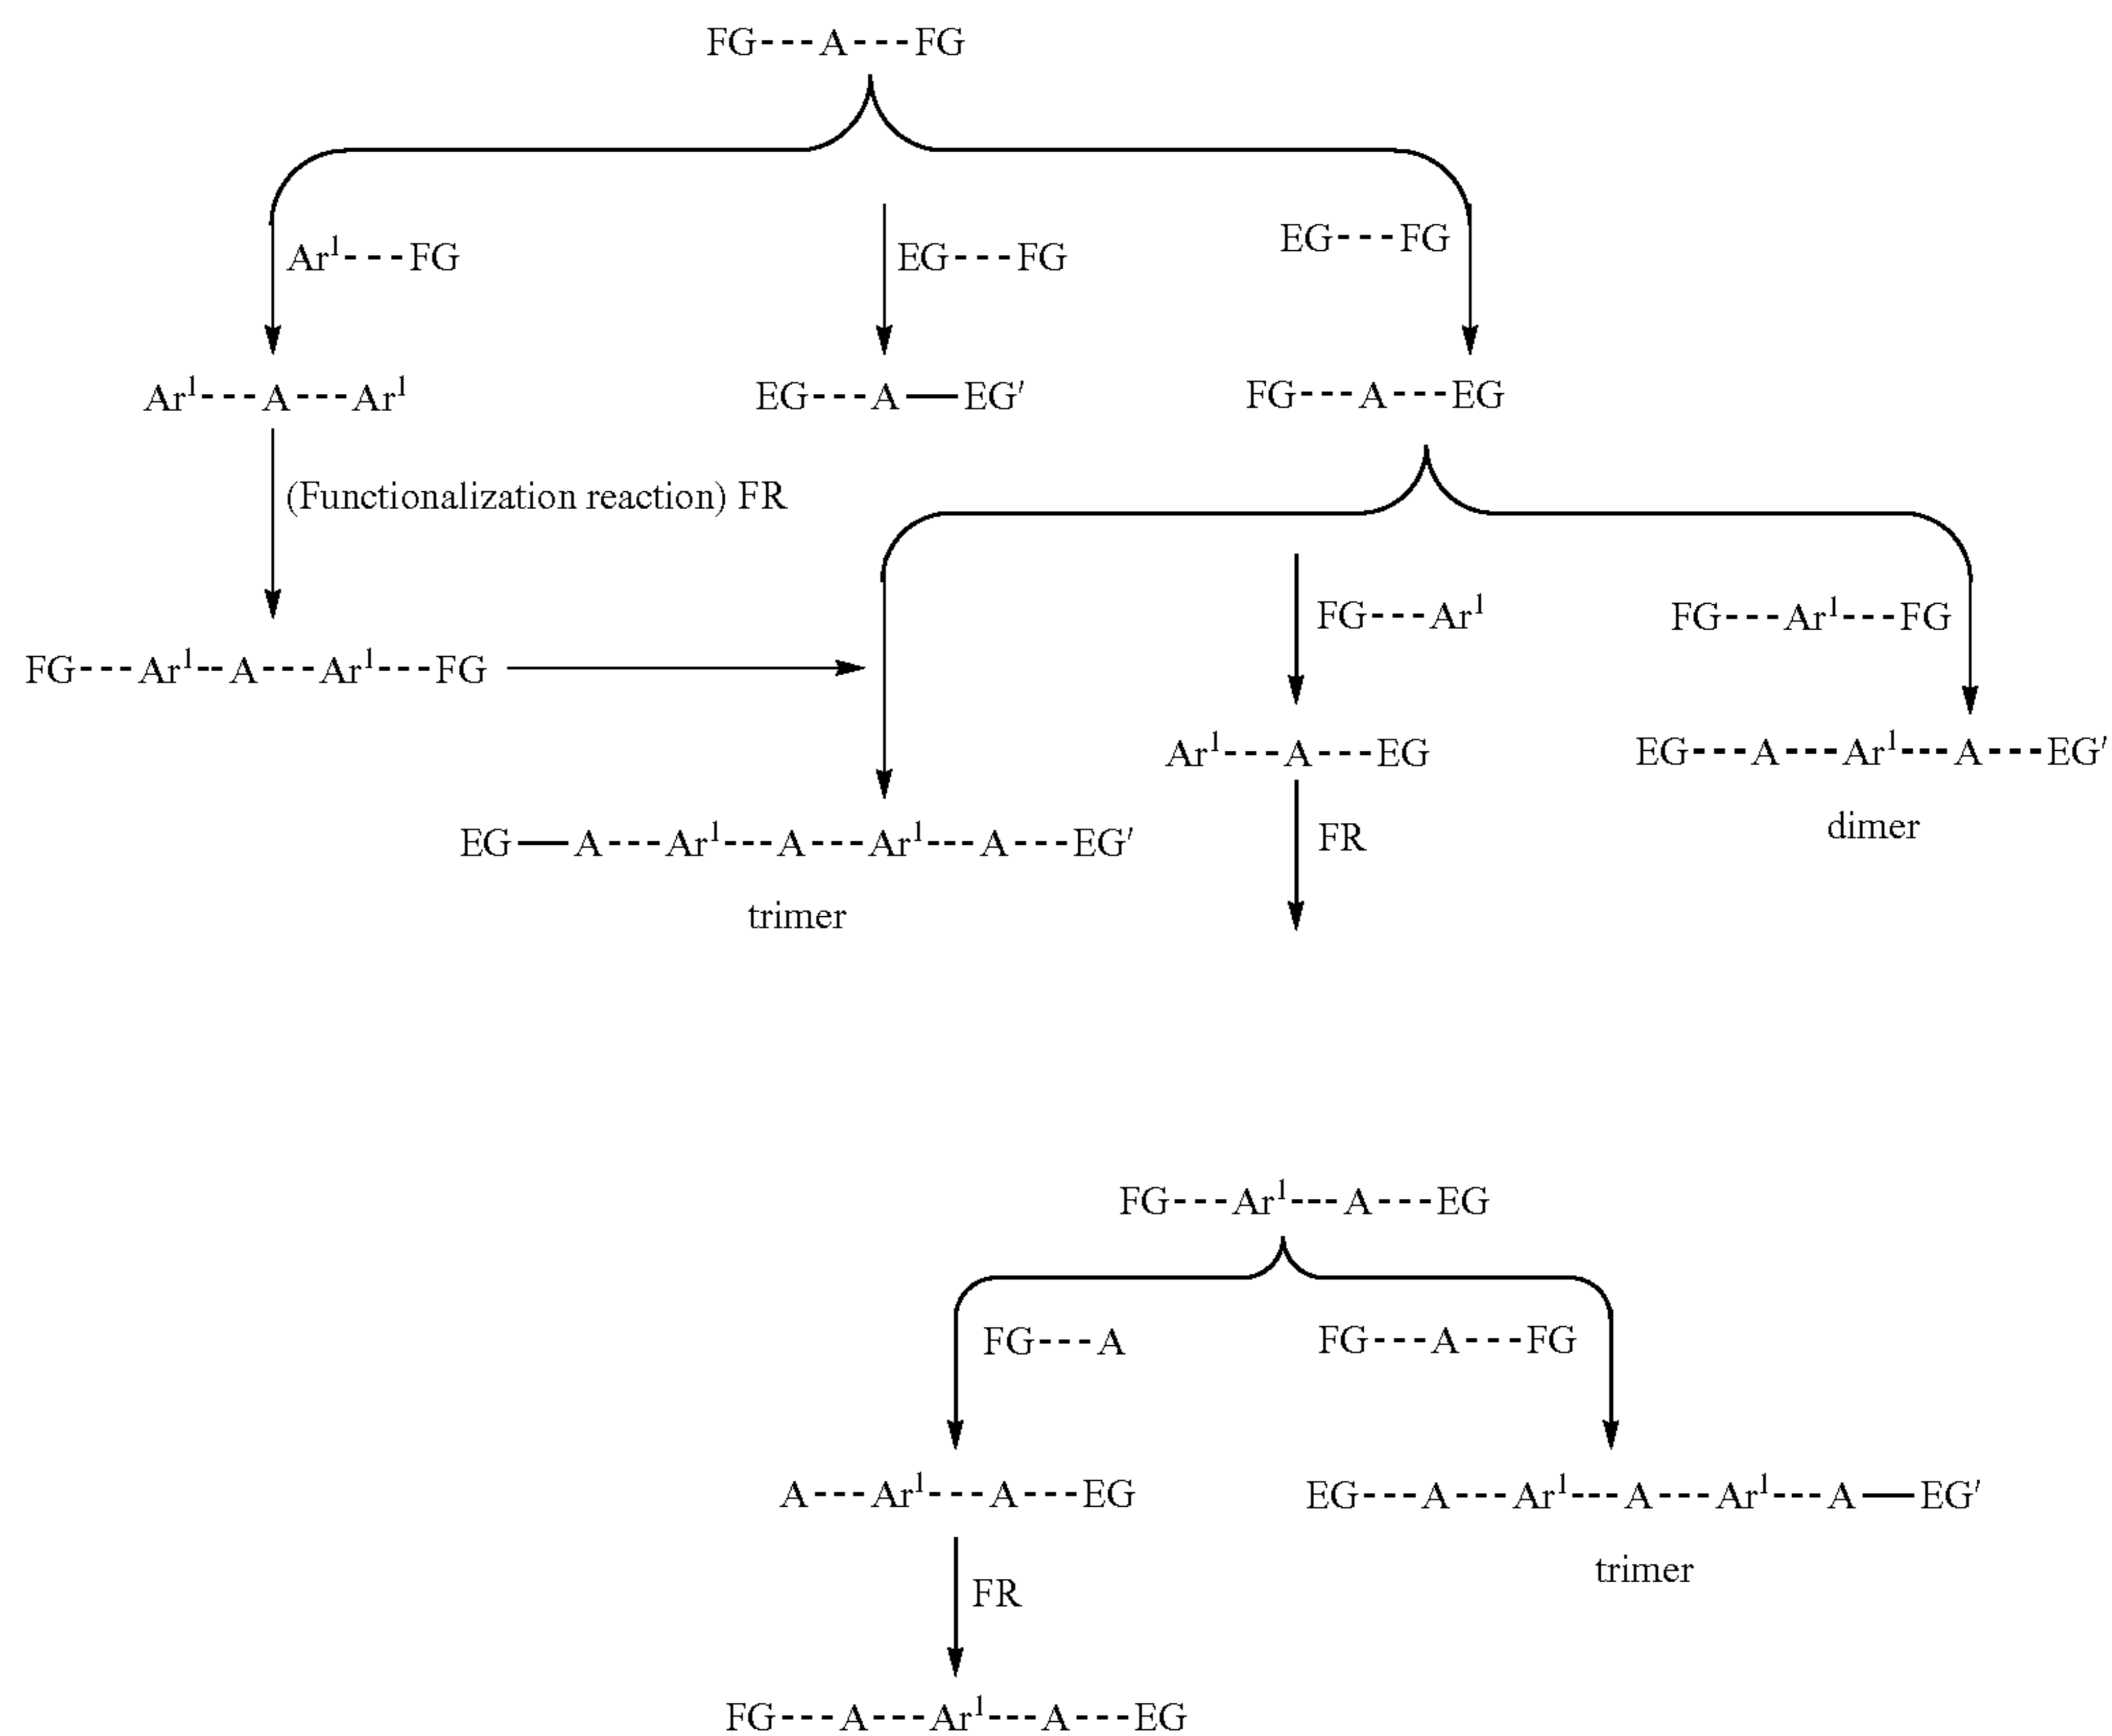 FG---A---FG
EG---FG
Ar¹---FG
EG---FG
Ar¹---A---Ar¹
EG---A—EG′
FG---A---EG
(Functionalization reaction) FR
FG---Ar¹
FG---Ar¹---FG
FG---Ar¹--A---Ar¹---FG
Ar¹---A---EG
EG---A---Ar¹---A---EG′
dimer
EG—A---Ar¹---A---Ar¹---A---EG′
FR
trimer
FG---Ar¹---A---EG
FG---A
FG---A---FG
A---Ar¹---A---EG
EG---A---Ar¹---A---Ar¹---A—EG′
trimer
FR
FG---A---Ar¹---A---EG